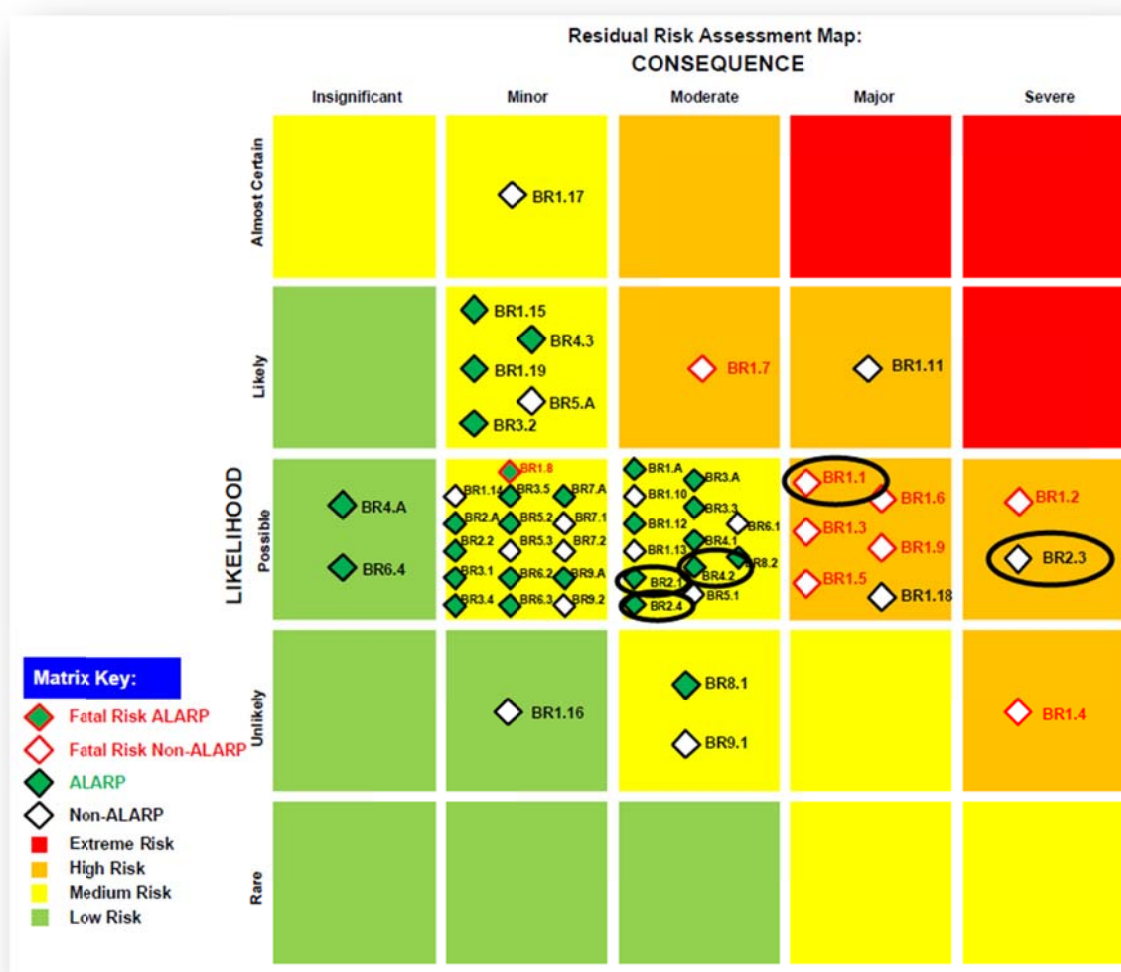 Residual Risk Assessment Map:
CONSEQUENCE
Insignificant Minor Moderate Major Severe
LIKELIHOOD
Almost Certain
BR1.17
Likely
BR1.15
BR4.3
BR1.19
BR5.A
BR3.2
BR1.7
BR1.11
Possible
BR4.A
BR6.4
BR1.8
BR1.14 BR3.5 BR7.A
BR2.A BR5.2 BR7.1
BR2.2 BR5.3 BR7.2
BR3.1 BR6.2 BR9.A
BR3.4 BR6.3 BR9.2
BR1.A
BR3.A
BR1.10
BR3.3
BR1.12 BR6.1
BR4.1
BR1.13
BR8.2
BR4.2
BR2.1
BR5.1
BR2.4
BR1.1
BR1.6
BR1.3
BR1.9
BR1.5
BR1.18
BR1.2
BR2.3
Unlikely
BR1.16
BR8.1
BR9.1
BR1.4
Rare
Matrix Key:
Fatal Risk ALARP
Fatal Risk Non-ALARP
ALARP
Non-ALARP
Extreme Risk
High Risk
Medium Risk
Low Risk